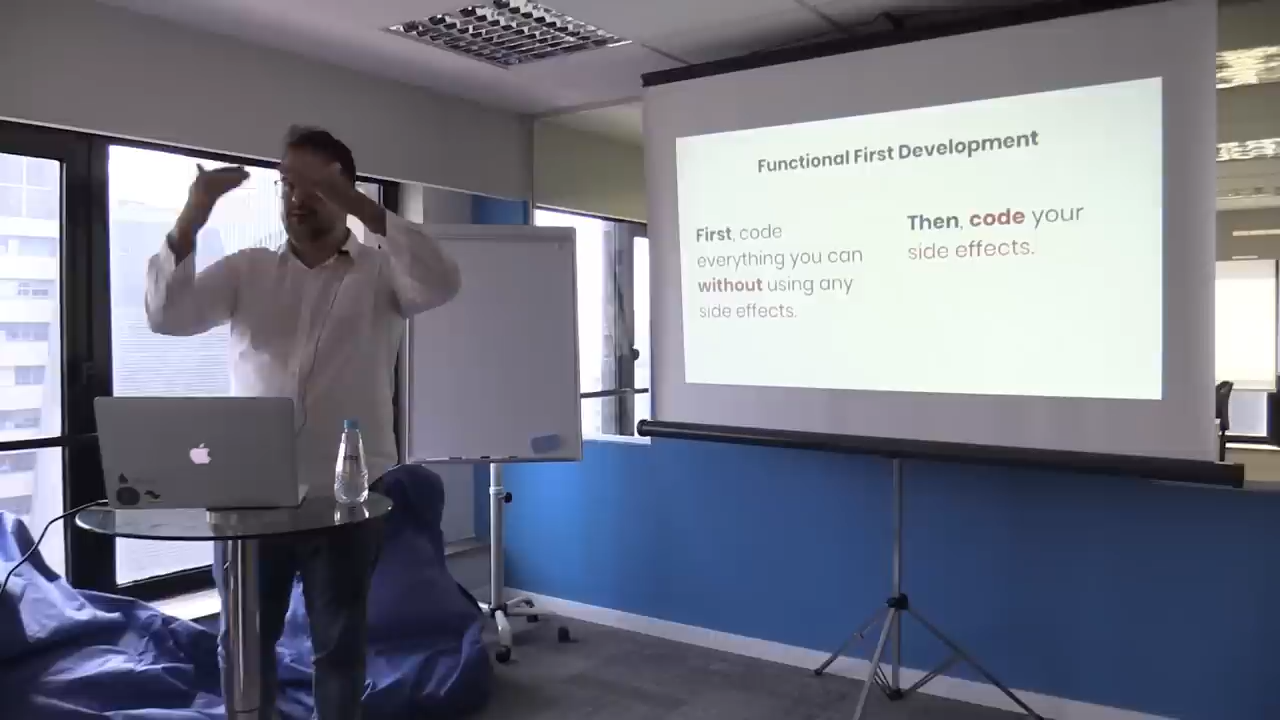 Functional First Development
First, code
everything you can
without using any
side effects.
Then, code your
side effects.